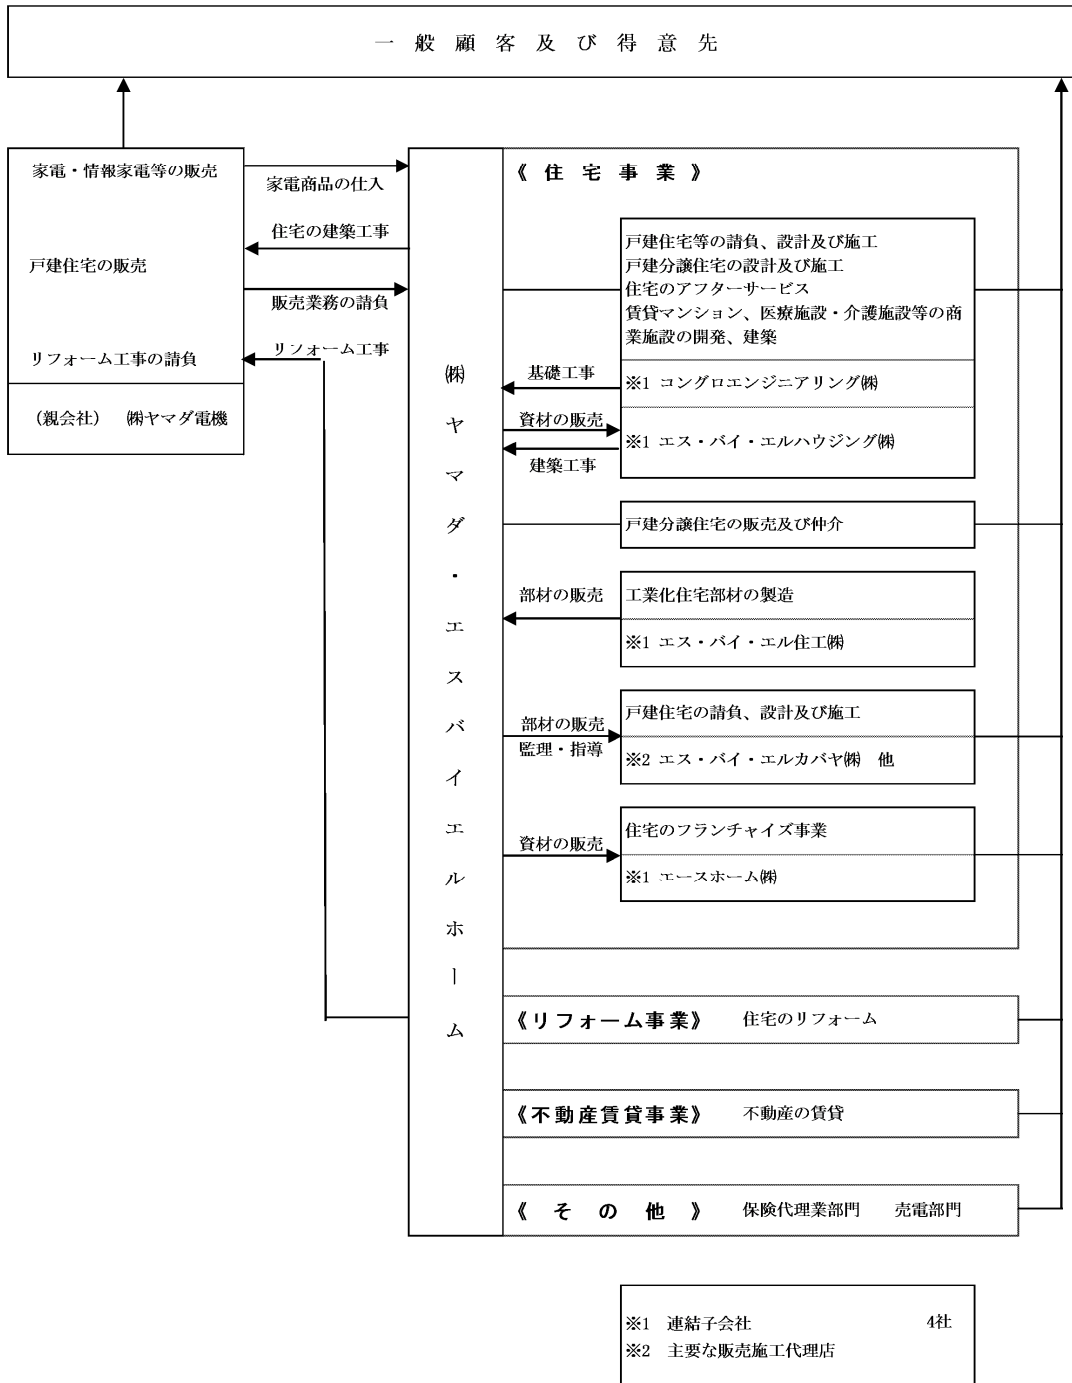 一般顧客及び得意先
家電・情報家電等の販売
戸建住宅の販売
リフォーム工事の請負
（親会社）　㈱ヤマダ電機
家電商品の仕入
住宅の建築工事
販売業務の請負
リフォーム工事
㈱ヤマダ・エスバイエルホーム
《住宅事業》
戸建住宅等の請負、設計及び施工
戸建分譲住宅の設計及び施工
住宅のアフターサービス
賃貸マンション、医療施設・介護施設等の商
業施設の開発、建築
基礎工事
※1 コングロエンジニアリング㈱
資材の販売
※1 エス・バイ・エルハウジング㈱
建築工事
戸建分譲住宅の販売及び仲介
部材の販売
工業化住宅部材の製造
※1 エス・バイ・エル住工㈱
戸建住宅の請負、設計及び施工
部材の販売
監理・指導
※2 エス・バイ・エルカバヤ㈱　他
住宅のフランチャイズ事業
資材の販売
※1 エースホーム㈱
《リフォーム事業》　住宅のリフォーム
《不動産賃貸事業》　不動産の賃貸
《その他》　保険代理業部門　売電部門
※1　連結子会社　4社
※2　主要な販売施工代理店